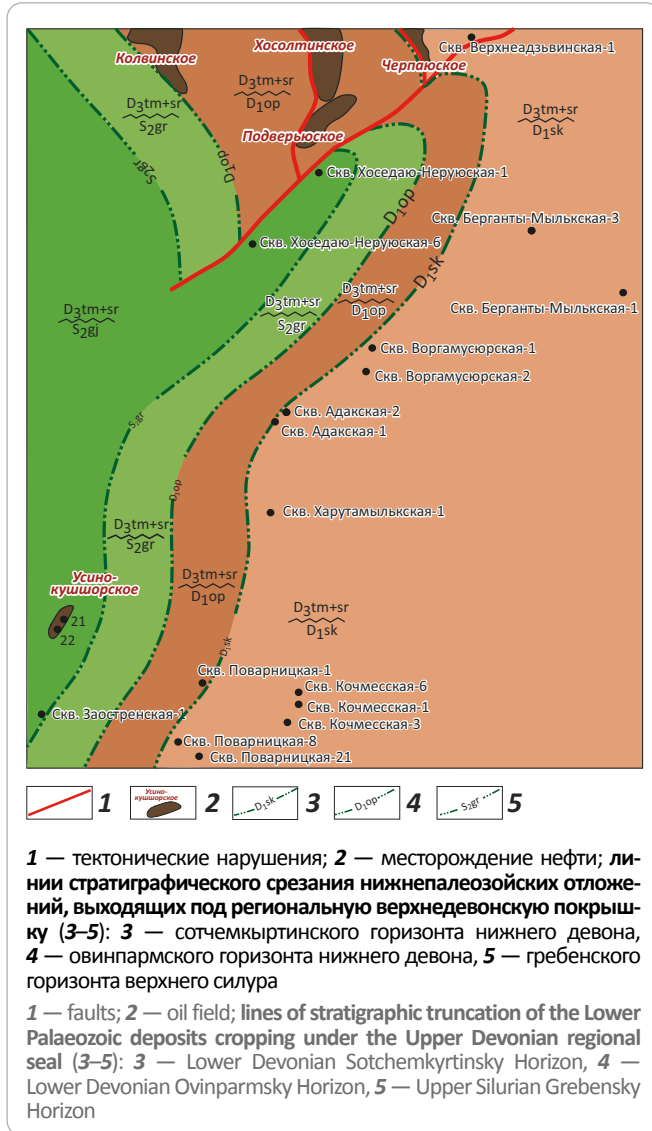 Колвинское
Хосолтинское
Скв. Верхнеадзьвинская-1
Черпаюское
D3tm+sr
S2gr
D3tm+sr
D1op
D3tm+sr
D1sk
Подверьюское
S2gr
D1op
Скв. Хоседаю-Неруюская-1
D1op
Скв. Берганты-Мылькская-3
Скв. Хоседаю-Неруюская-6
D1sk
D3tm+sr
S2gj
D3tm+sr
S2gr
D3tm+sr
D1op
Скв. Берганты-Мылькская-1
Скв. Воргамусюрская-1
Скв. Воргамусюрская-2
S2gr
Скв. Адакская-2
Скв. Адакская-1
D1op
Скв. Харутамылькская-1
D3tm+sr
S2gr
Усино-
кушшорское
D3tm+sr
D1op
D3tm+sr
D1sk
21
22
D1sk
Скв. Поварницкая-1
Скв. Кочмесская-6
Скв. Кочмесская-1
Скв. Заостренская-1
Скв. Кочмесская-3
Скв. Поварницкая-8
Скв. Поварницкая-21
1
Усино-
кушшорское
2
D1sk
3
D1op
4
S2gr
5
1 — тектонические нарушения; 2 — месторождение нефти; ли-
нии стратиграфического срезания нижнепалеозойских отложе-
ний, выходящих под региональную верхнедевонскую покрыш-
ку (3–5): 3 — сотчемкыртинского горизонта нижнего девона,
4 — овинпармского горизонта нижнего девона, 5 — гребенского
горизонта верхнего силура
1 — faults; 2 — oil field; lines of stratigraphic truncation of the Lower
Palaeozoic deposits cropping under the Upper Devonian regional
seal (3–5): 3 — Lower Devonian Sotchemkyrtinsky Horizon, 4 —
Lower Devonian Ovinparmsky Horizon, 5 — Upper Silurian Grebensky
Horizon